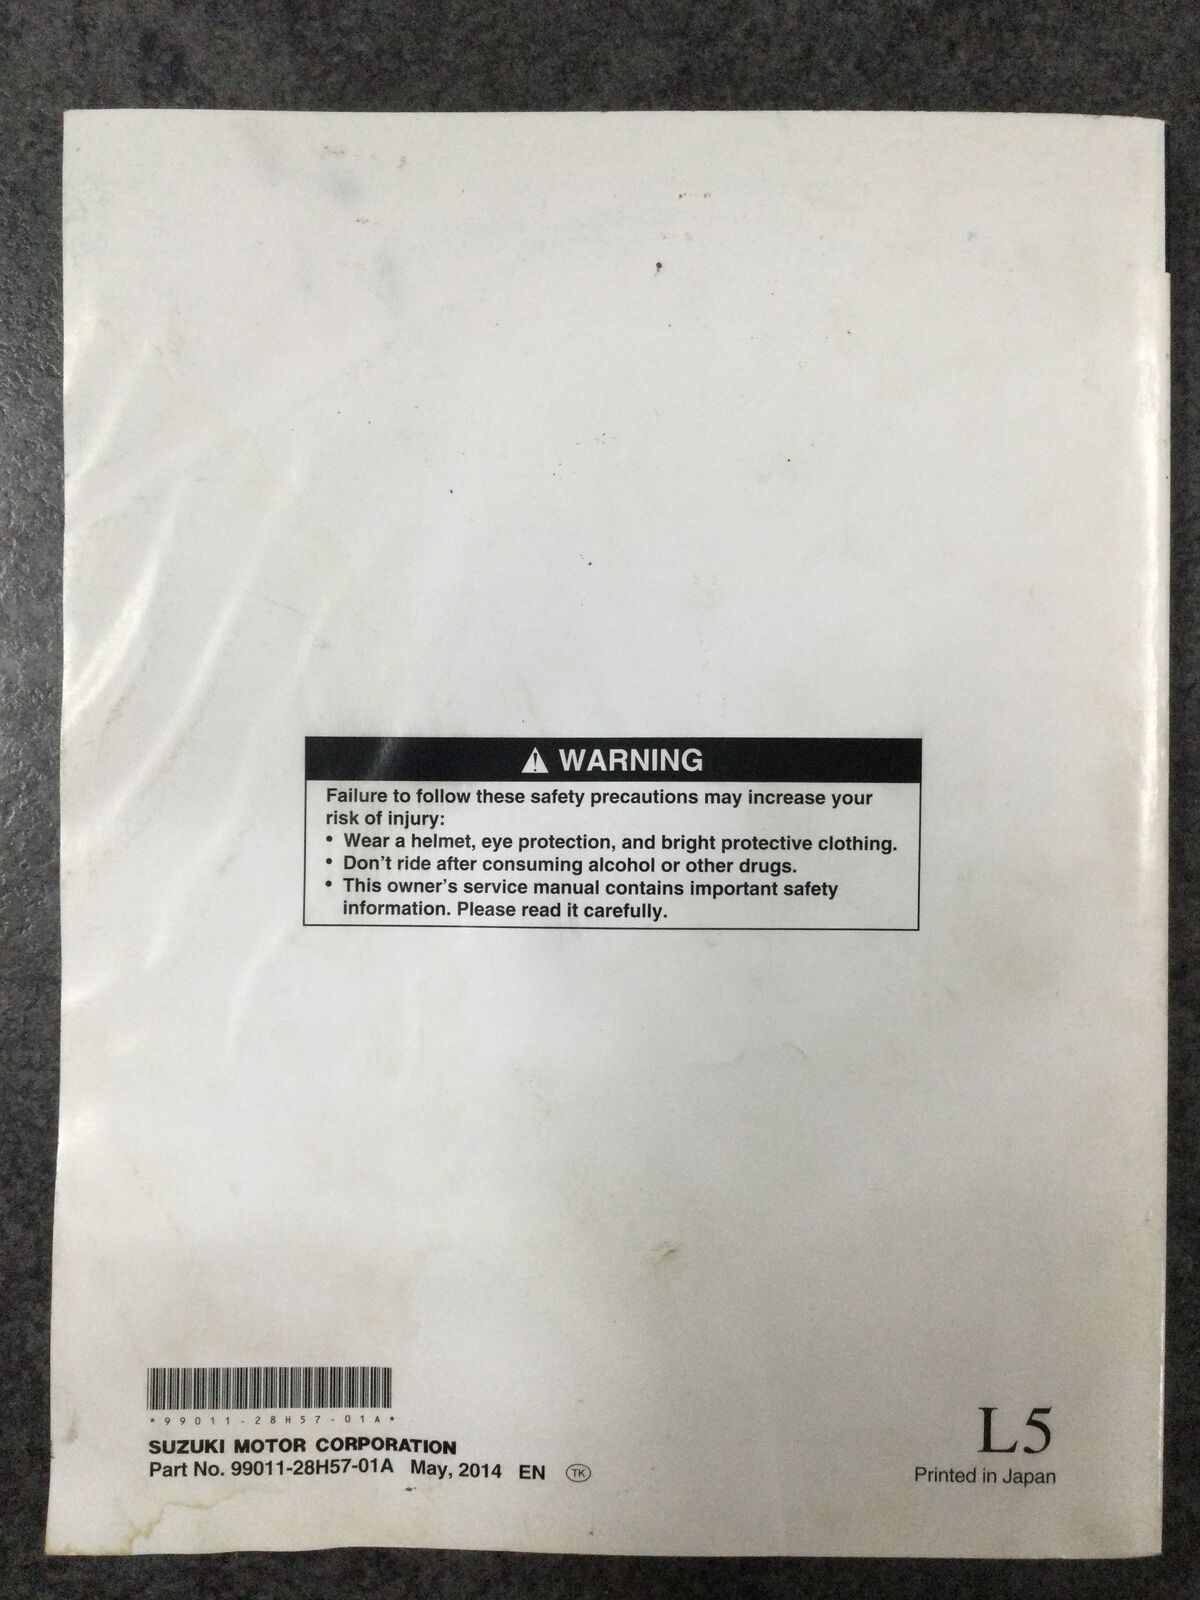 WARNING
Failure to follow these safety precautions may increase your
risk of injury:
• Wear a helmet, eye protection, and bright protective clothing.
• Don't ride after consuming alcohol or other drugs.
• This owner's service manual contains important safety
information. Please read it carefully.
*99011-28H57-01A*
SUZUKI MOTOR CORPORATION
Part No. 99011-28H57-01A May, 2014 EN TK
L5
Printed in Japan